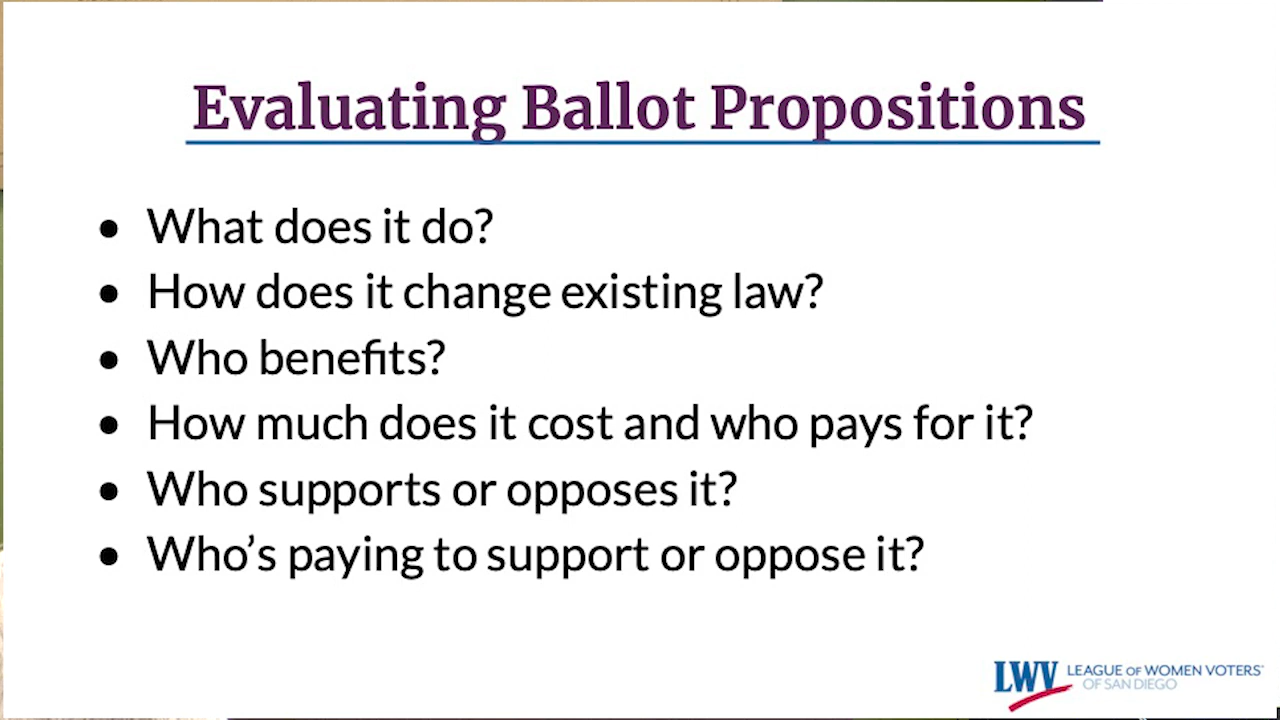 Evaluating Ballot Propositions
• What does it do?
• How does it change existing law?
• Who benefits?
• How much does it cost and who pays for it?
• Who supports or opposes it?
• Who’s paying to support or oppose it?
LWV LEAGUE OF WOMEN VOTERS®
OF SAN DIEGO